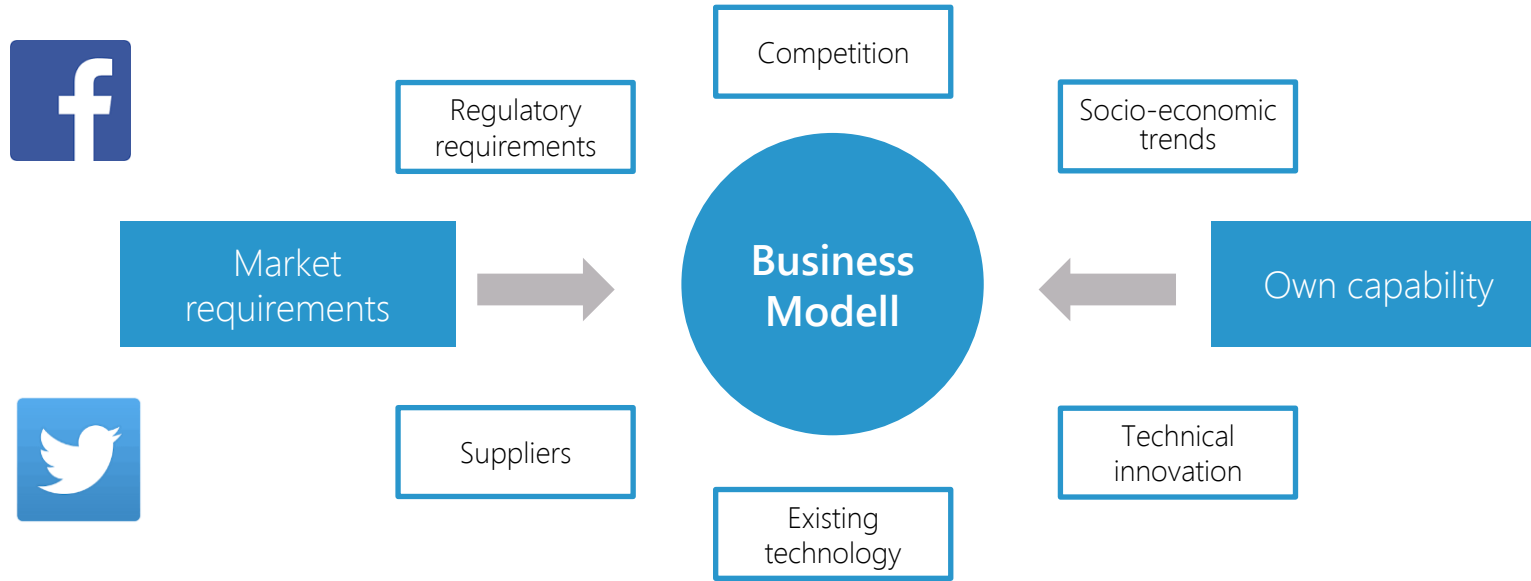 Competition
Regulatory
requirements
Socio-economic
trends
Market
requirements
Business
Modell
Own capability
Suppliers
Technical
innovation
Existing
technology